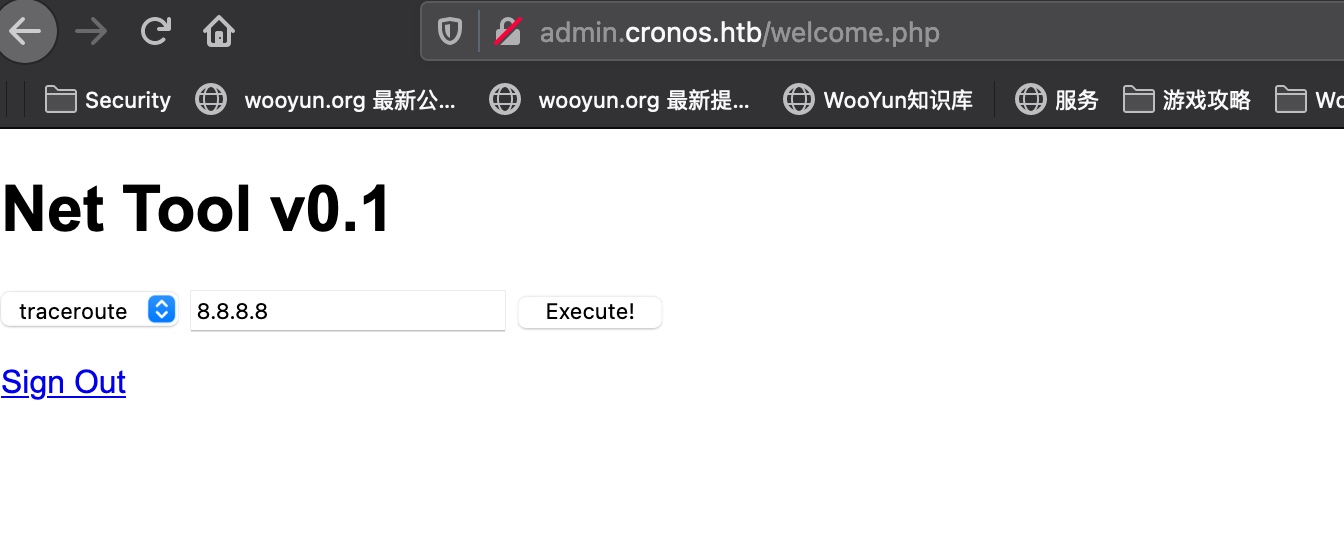 admin.cronos.htb/welcome.php
Security wooyun.org 最新公... wooyun.org 最新提... WooYun知识库 服务 游戏攻略 Wo
Net Tool v0.1
traceroute 8.8.8.8 Execute!
Sign Out